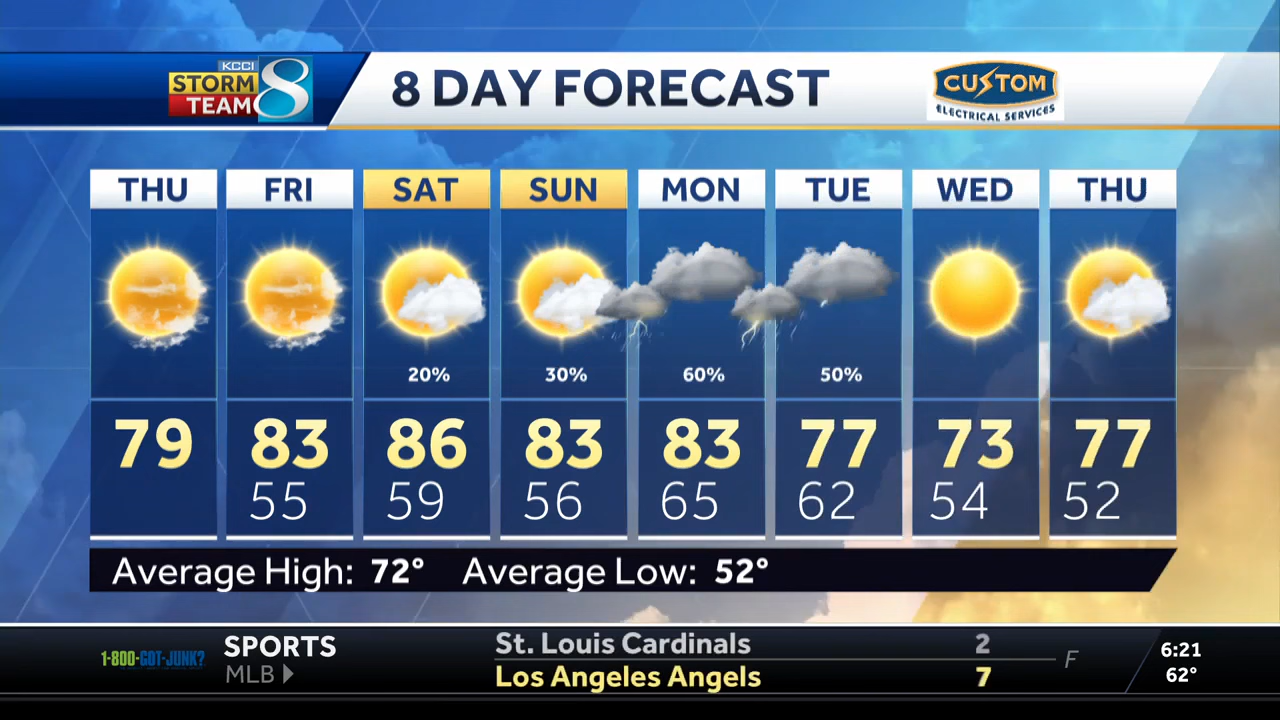 KCCI
STORM
TEAM 8
8 DAY FORECAST
CUSTOM
ELECTRICAL SERVICES
THU FRI SAT SUN MON TUE WED THU
20% 30% 60% 50%
79 83 86 83 83 77 73 77
55 59 56 65 62 54 52
Average High: 72° Average Low: 52°
1-800-GOT-JUNK?
SPORTS
MLB
St. Louis Cardinals 2
Los Angeles Angels 7
F
6:21
62°